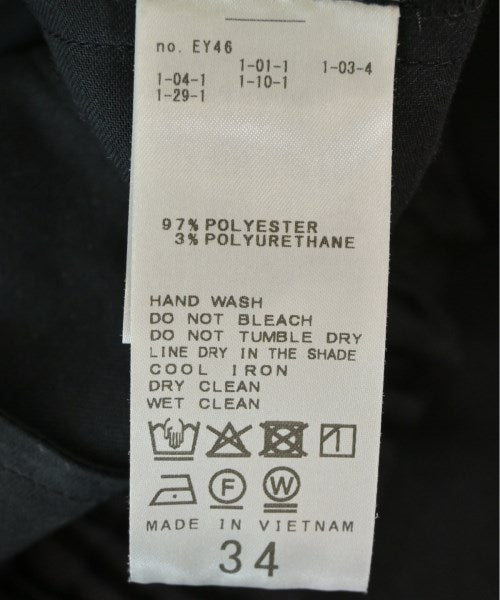 no. EY46
1-01-1 1-03-4
1-04-1 1-10-1
1-29-1
97% POLYESTER
3% POLYURETHANE
HAND WASH
DO NOT BLEACH
DO NOT TUMBLE DRY
LINE DRY IN THE SHADE
COOL IRON
DRY CLEAN
WET CLEAN
F W
MADE IN VIETNAM
34